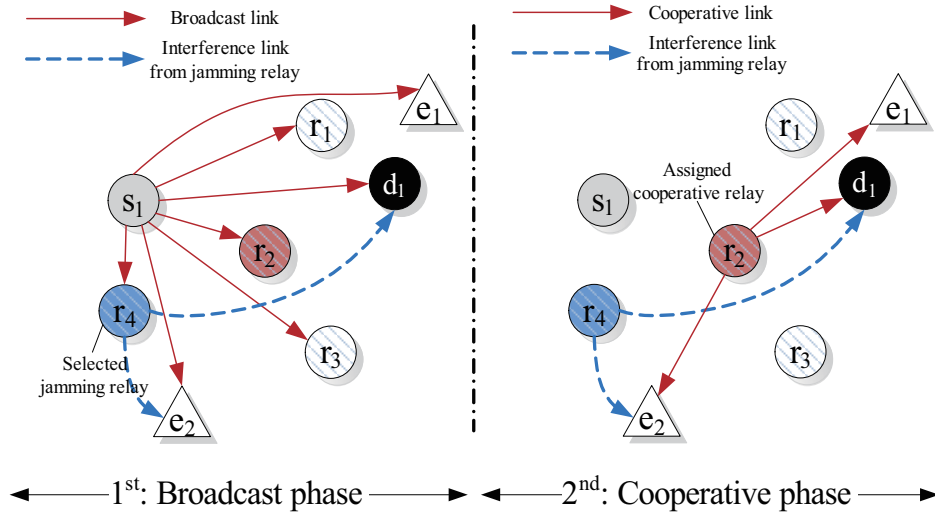 Broadcast link
Interference link
from jamming relay
e₁
r₁
d₁
s₁
r₂
r₄
Selected
jamming relay
r₃
e₂
1st: Broadcast phase
Cooperative link
Interference link
from jamming relay
e₁
r₁
Assigned
cooperative relay
d₁
s₁
r₂
r₄
r₃
e₂
2nd: Cooperative phase